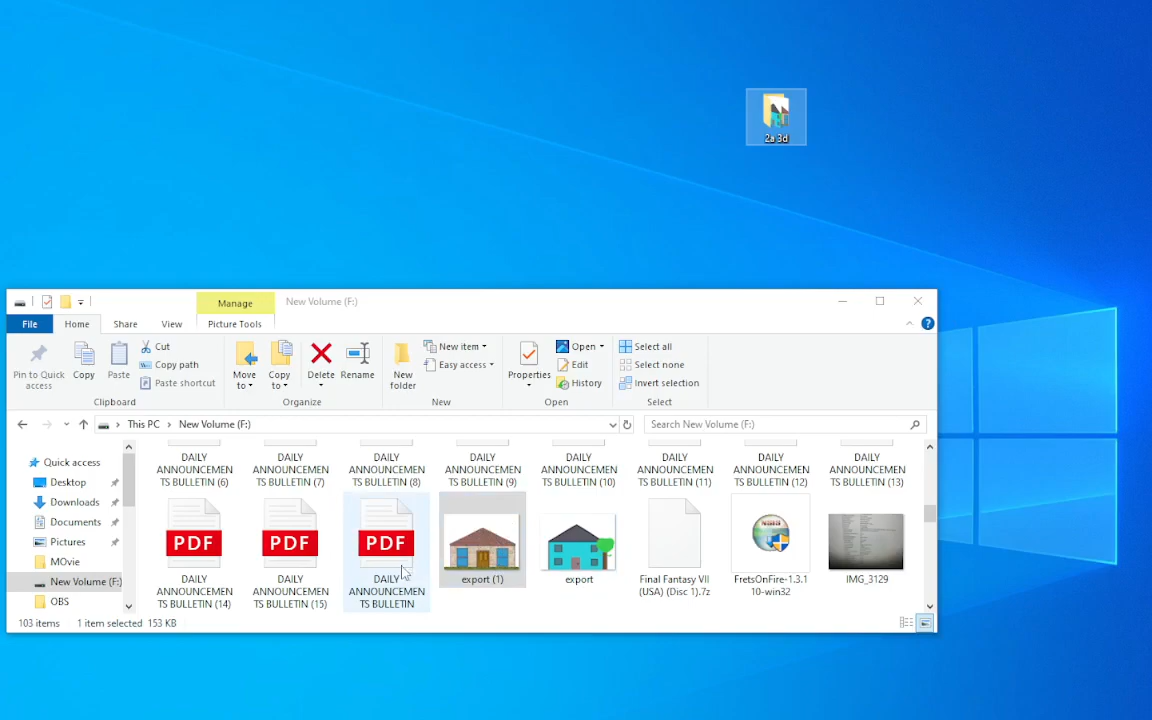 2a 3d
Manage
New Volume (F:)
File
Home
Share
View
Picture Tools
Pin to Quick
access
Copy
Paste
Cut
Copy path
Paste shortcut
Move
to
Copy
to
Delete
Rename
New
folder
New item
Easy access
Properties
Open
Edit
History
Select all
Select none
Invert selection
Clipboard
Organize
New
Open
Select
This PC
New Volume (F:)
Search New Volume (F:)
Quick access
Desktop
Downloads
Documents
Pictures
MOvie
New Volume (F:)
OBS
DAILY
ANNOUNCEMEN
TS BULLETIN (6)
DAILY
ANNOUNCEMEN
TS BULLETIN (7)
DAILY
ANNOUNCEMEN
TS BULLETIN (8)
DAILY
ANNOUNCEMEN
TS BULLETIN (9)
DAILY
ANNOUNCEMEN
TS BULLETIN (10)
DAILY
ANNOUNCEMEN
TS BULLETIN (11)
DAILY
ANNOUNCEMEN
TS BULLETIN (12)
DAILY
ANNOUNCEMEN
TS BULLETIN (13)
PDF
DAILY
ANNOUNCEMEN
TS BULLETIN (14)
PDF
DAILY
ANNOUNCEMEN
TS BULLETIN (15)
PDF
DAILY
ANNOUNCEMEN
TS BULLETIN
export (1)
export
Final Fantasy VII
(USA) (Disc 1).7z
FretsOnFire-1.3.1
10-win32
IMG_3129
103 items
1 item selected 153 KB